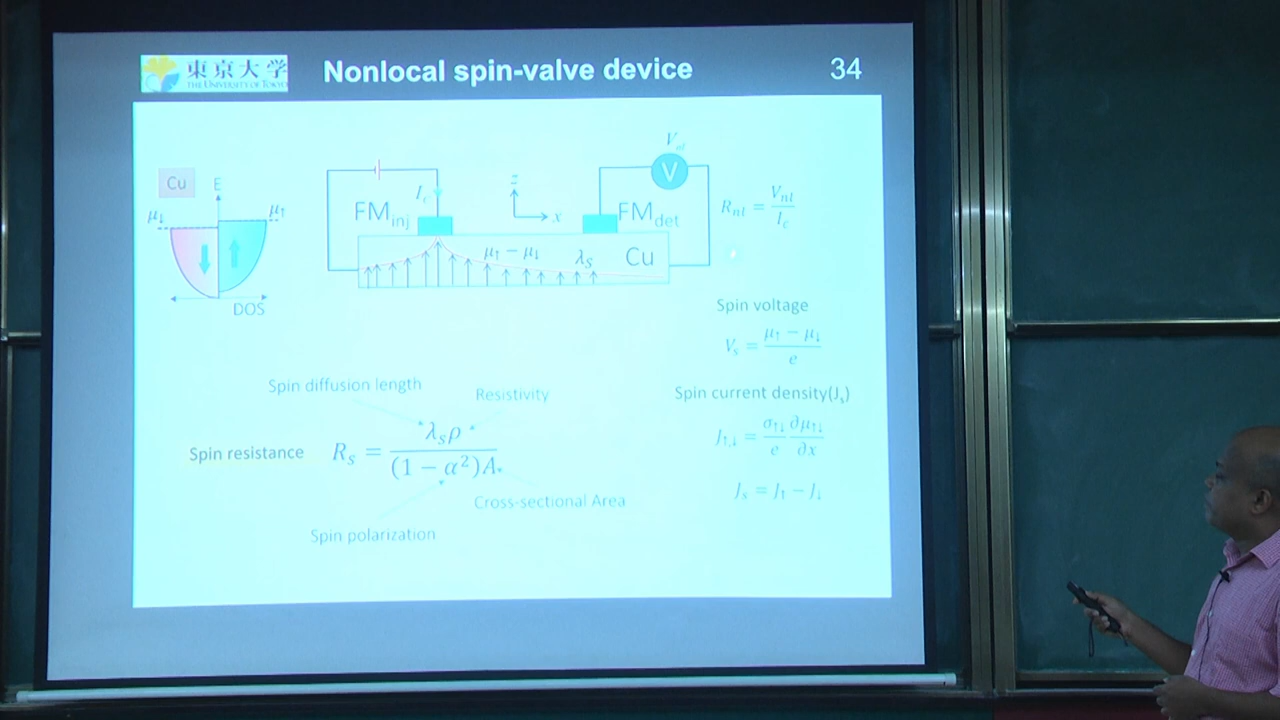 東京大学
THE UNIVERSITY OF TOKYO
Nonlocal spin-valve device
34
Cu
E
μ↓
μ↑
DOS
I_c
FM_inj
z
x
V_nl
V
FM_det
R_nl = V_nl / I_c
μ↑ − μ↓
λ_S
Cu
Spin voltage
V_s = (μ↑ − μ↓) / e
Spin diffusion length
Resistivity
Spin resistance
R_s = λ_sρ / (1 − α²)A
Cross-sectional Area
Spin polarization
Spin current density(J_s)
J↑,↓ = (σ↑↓ / e) (∂μ↑↓ / ∂x)
J_s = J↑ − J↓